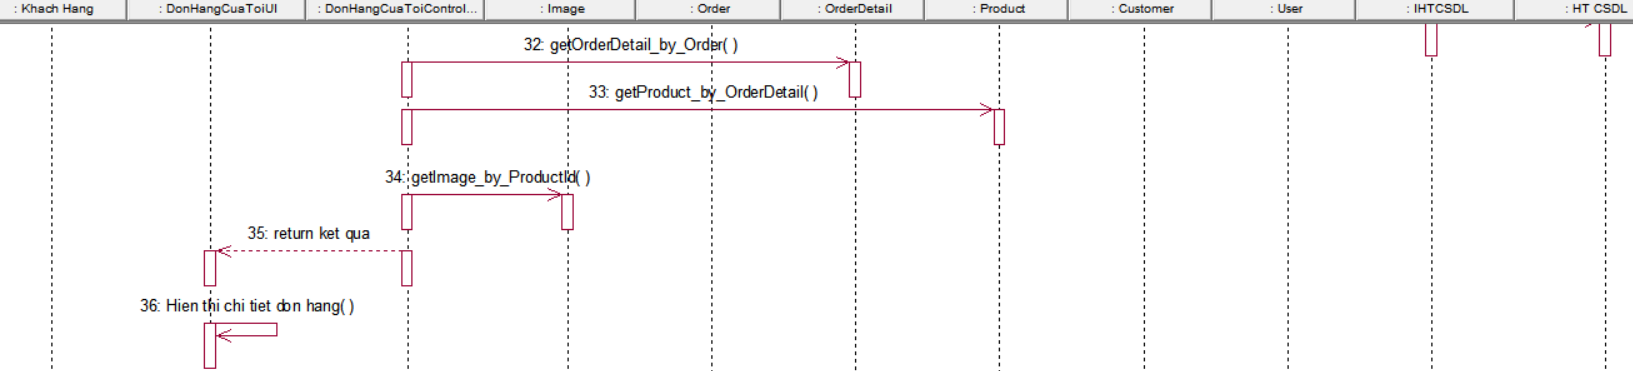 : Khach Hang
: DonHangCuaToiUI
: DonHangCuaToiControl...
: Image
: Order
: OrderDetail
: Product
: Customer
: User
: IHTCSDL
: HT CSDL
32: getOrderDetail_by_Order( )
33: getProduct_by_OrderDetail( )
34: getImage_by_ProductId( )
35: return ket qua
36: Hien thi chi tiet don hang( )